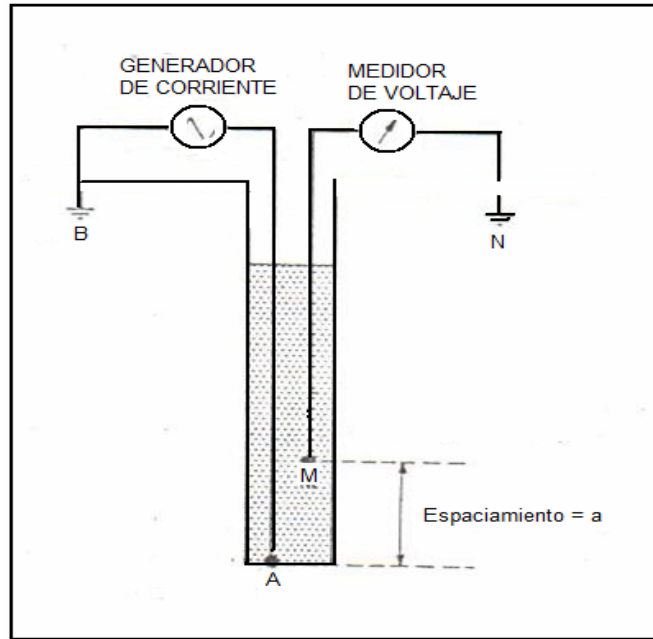 GENERADOR
DE CORRIENTE
MEDIDOR
DE VOLTAJE
B
N
M
Espaciamiento = a
A